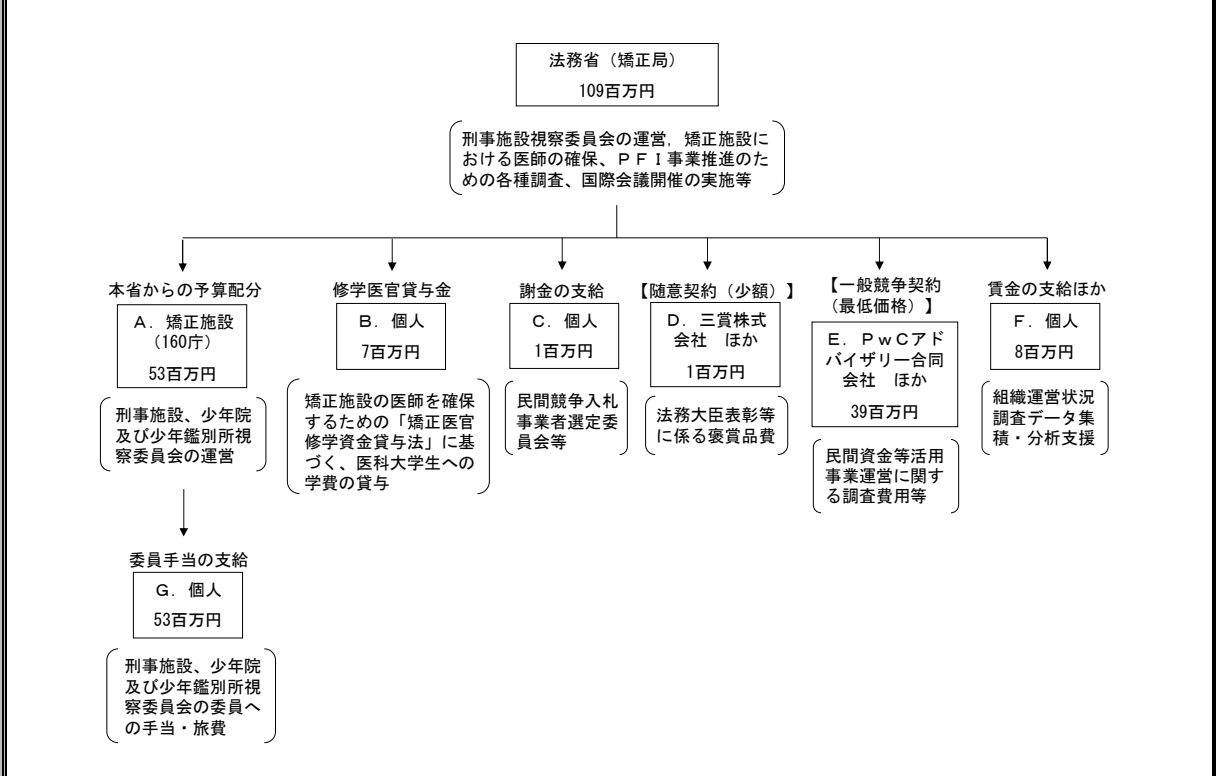 法務省（矯正局）
109百万円
刑事施設視察委員会の運営，矯正施設に
おける医師の確保、ＰＦＩ事業推進のた
めの各種調査、国際会議開催の実施等
本省からの予算配分
Ａ．矯正施設
（160庁）
53百万円
刑事施設、少年院
及び少年鑑別所視
察委員会の運営
修学医官貸与金
Ｂ．個人
7百万円
矯正施設の医師を確保
するための「矯正医官
修学資金貸与法」に基
づく、医科大学生への
学費の貸与
謝金の支給
Ｃ．個人
1百万円
民間競争入札
事業者選定委
員会等
【随意契約（少額）】
Ｄ．三賞株式
会社　ほか
1百万円
法務大臣表彰等
に係る褒賞品費
【一般競争契約
（最低価格）】
Ｅ．ＰｗＣアド
バイザリー合同
会社　ほか
39百万円
民間資金等活用
事業運営に関す
る調査費用等
賃金の支給ほか
Ｆ．個人
8百万円
組織運営状況
調査データ集
積・分析支援
委員手当の支給
Ｇ．個人
53百万円
刑事施設、少年院
及び少年鑑別所視
察委員会の委員へ
の手当・旅費